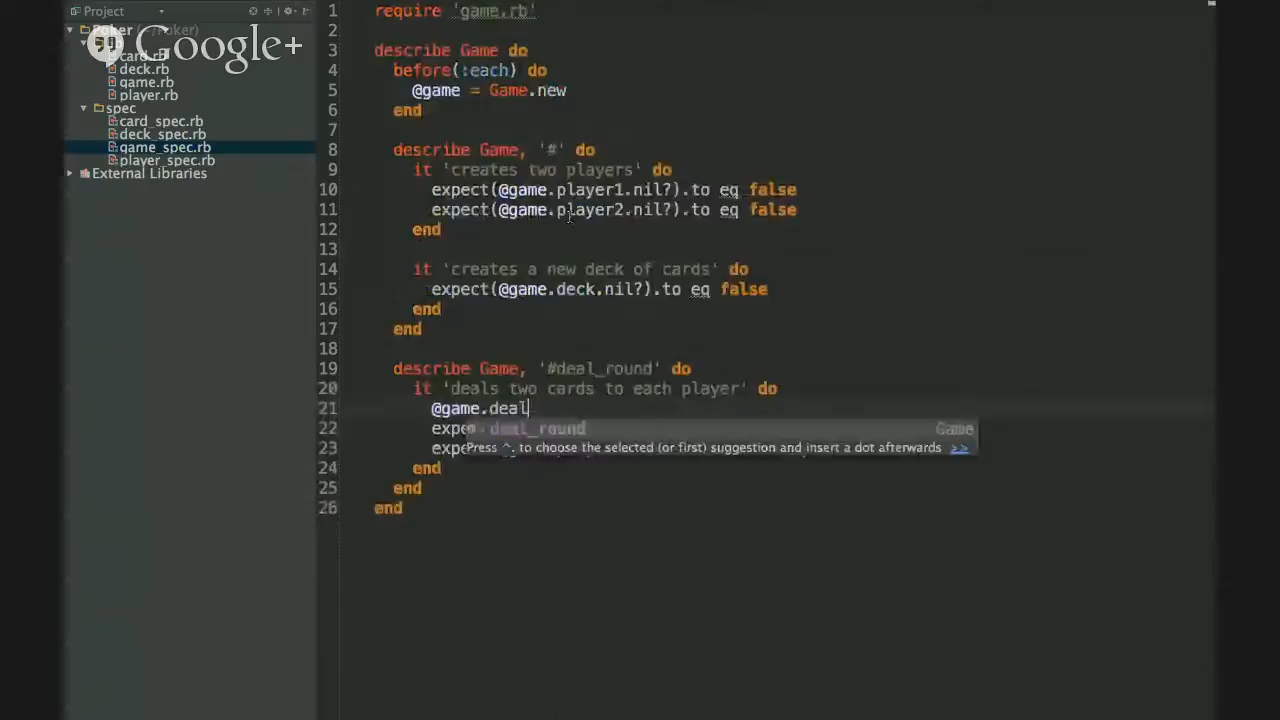 Project
Poker (~/Poker)
Google+
card.rb
deck.rb
game.rb
player.rb
spec
card_spec.rb
deck_spec.rb
game_spec.rb
player_spec.rb
External Libraries
1 require 'game.rb'
2
3 describe Game do
4 before(:each) do
5 @game = Game.new
6 end
7
8 describe Game, '#' do
9 it 'creates two players' do
10 expect(@game.player1.nil?).to eq false
11 expect(@game.player2.nil?).to eq false
12 end
13
14 it 'creates a new deck of cards' do
15 expect(@game.deck.nil?).to eq false
16 end
17 end
18
19 describe Game, '#deal_round' do
20 it 'deals two cards to each player' do
21 @game.deal
22 expe
deal_round Game
Press ^. to choose the selected (or first) suggestion and insert a dot afterwards >>
23 expe
24 end
25 end
26 end